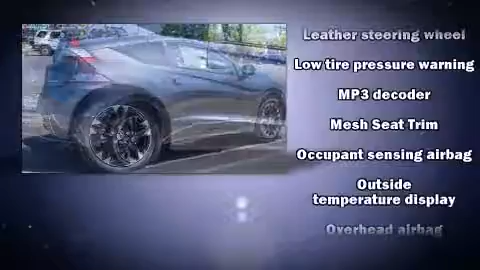 Leather steering wheel
Low tire pressure warning
MP3 decoder
Mesh Seat Trim
Occupant sensing airbag
Outside
temperature display
Overhead airbag